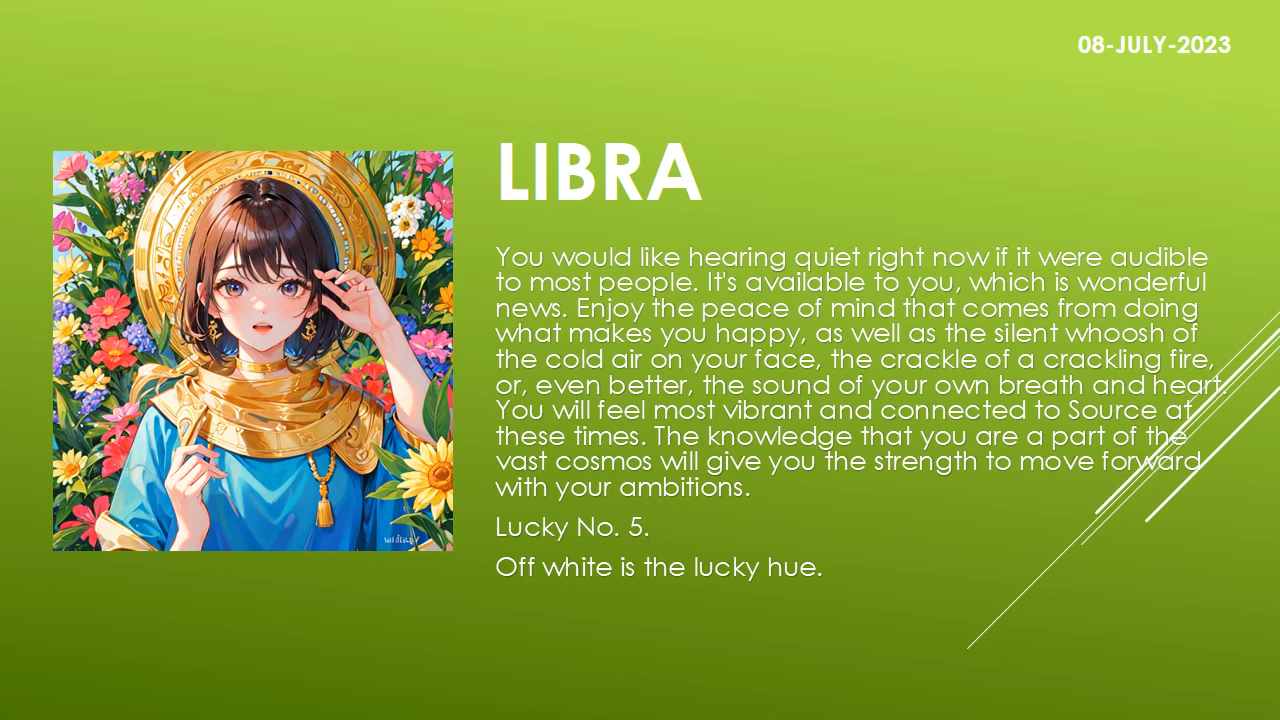 08-JULY-2023
LIBRA
You would like hearing quiet right now if it were audible
to most people. It's available to you, which is wonderful
news. Enjoy the peace of mind that comes from doing
what makes you happy, as well as the silent whoosh of
the cold air on your face, the crackle of a crackling fire,
or, even better, the sound of your own breath and heart.
You will feel most vibrant and connected to Source at
these times. The knowledge that you are a part of the
vast cosmos will give you the strength to move forward
with your ambitions.
Lucky No. 5.
Off white is the lucky hue.